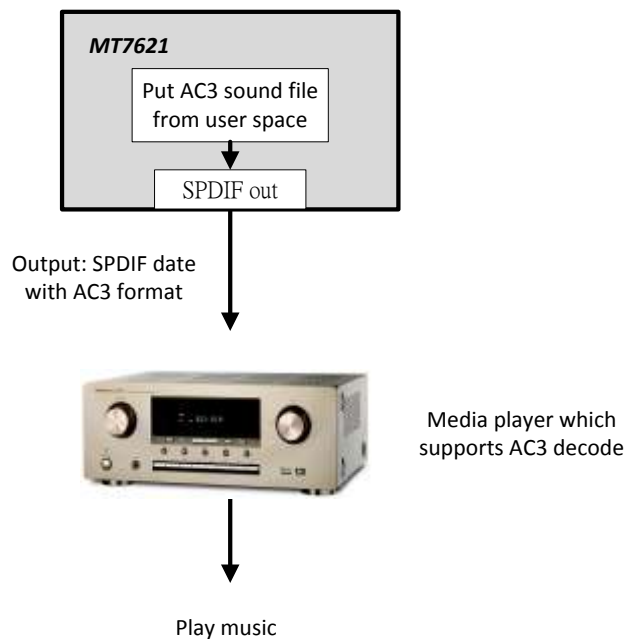 MT7621
Put AC3 sound file
from user space
SPDIF out
Output: SPDIF date
with AC3 format
Media player which
supports AC3 decode
Play music